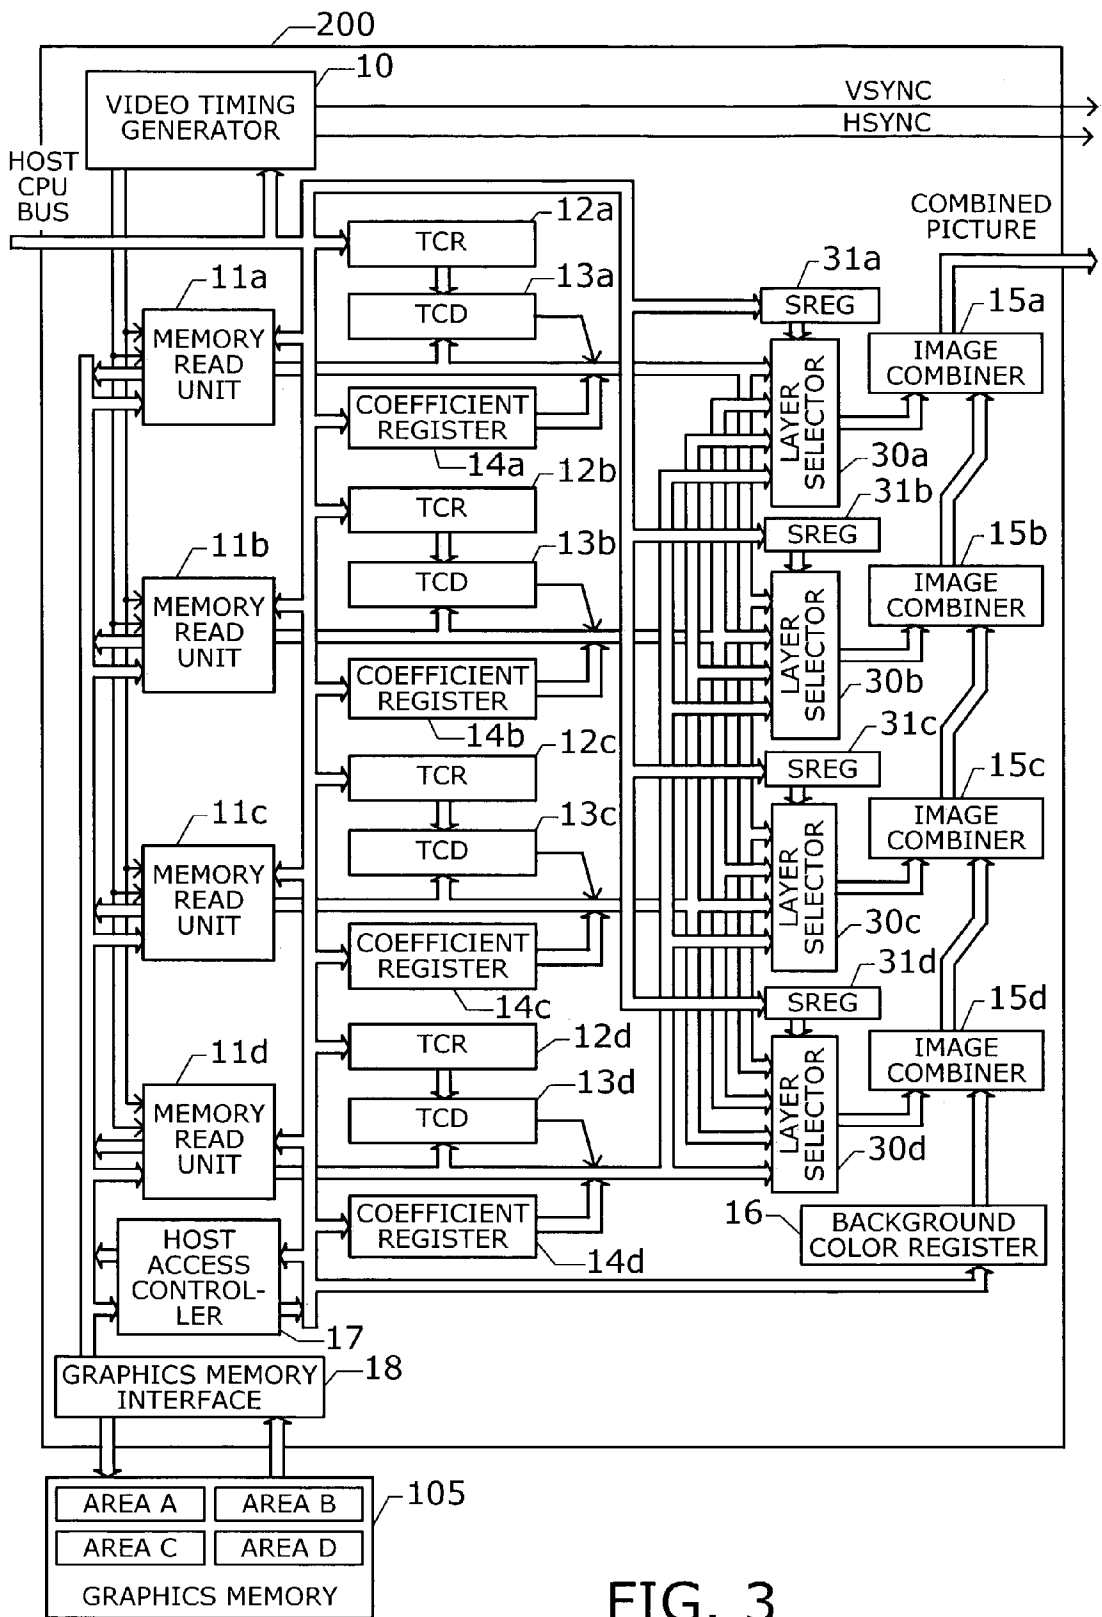 200
10
VIDEO TIMING
GENERATOR
VSYNC
HSYNC
HOST
CPU
BUS
12a
TCR
COMBINED
PICTURE
11a
13a
31a
15a
MEMORY
READ
UNIT
TCD
SREG
LAYER
SELECTOR
IMAGE
COMBINER
COEFFICIENT
REGISTER
14a
30a
12b
31b
TCR
SREG
11b
13b
15b
MEMORY
READ
UNIT
TCD
LAYER
SELECTOR
IMAGE
COMBINER
COEFFICIENT
REGISTER
14b
30b
12c
31c
TCR
SREG
11c
13c
15c
MEMORY
READ
UNIT
TCD
LAYER
SELECTOR
IMAGE
COMBINER
COEFFICIENT
REGISTER
14c
30c
31d
SREG
12d
15d
TCR
11d
13d
MEMORY
READ
UNIT
TCD
LAYER
SELECTOR
IMAGE
COMBINER
30d
COEFFICIENT
REGISTER
14d
16
BACKGROUND
COLOR REGISTER
HOST
ACCESS
CONTROL-
LER
17
GRAPHICS MEMORY
INTERFACE
18
105
AREA A
AREA B
AREA C
AREA D
GRAPHICS MEMORY
FIG. 3